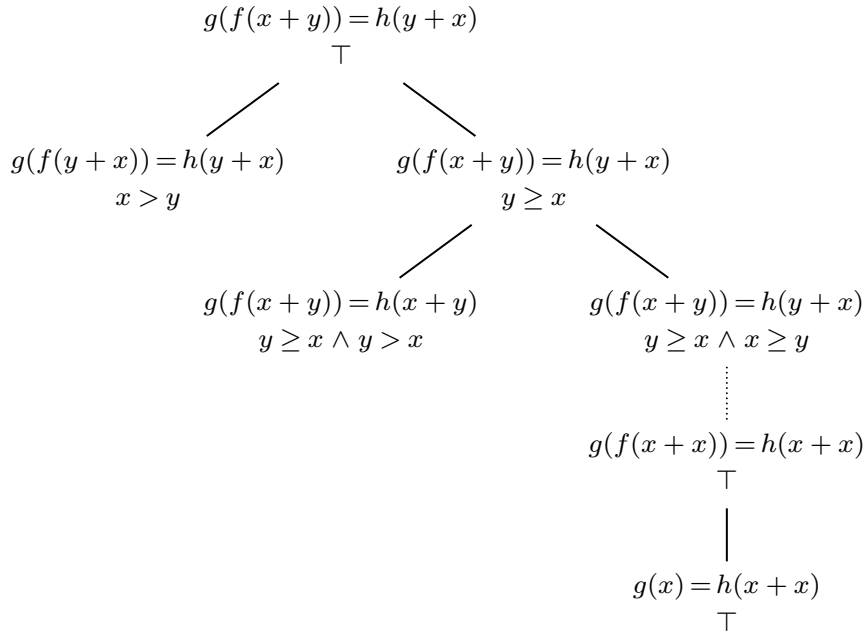 g(f(x + y)) = h(y + x)
⊤
g(f(y + x)) = h(y + x)
x > y
g(f(x + y)) = h(y + x)
y ≥ x
g(f(x + y)) = h(x + y)
y ≥ x ∧ y > x
g(f(x + y)) = h(y + x)
y ≥ x ∧ x ≥ y
g(f(x + x)) = h(x + x)
⊤
g(x) = h(x + x)
⊤